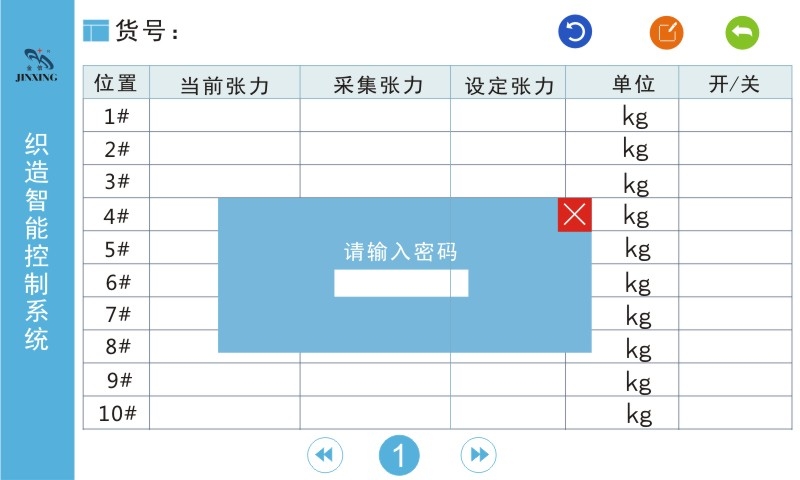 货号:
金兴
JINXING
织造智能控制系统
位置 当前张力 采集张力 设定张力 单位 开/关
1# kg
2# kg
3# kg
4# kg
5# kg
6# kg
7# kg
8# kg
9# kg
10# kg
请输入密码
1